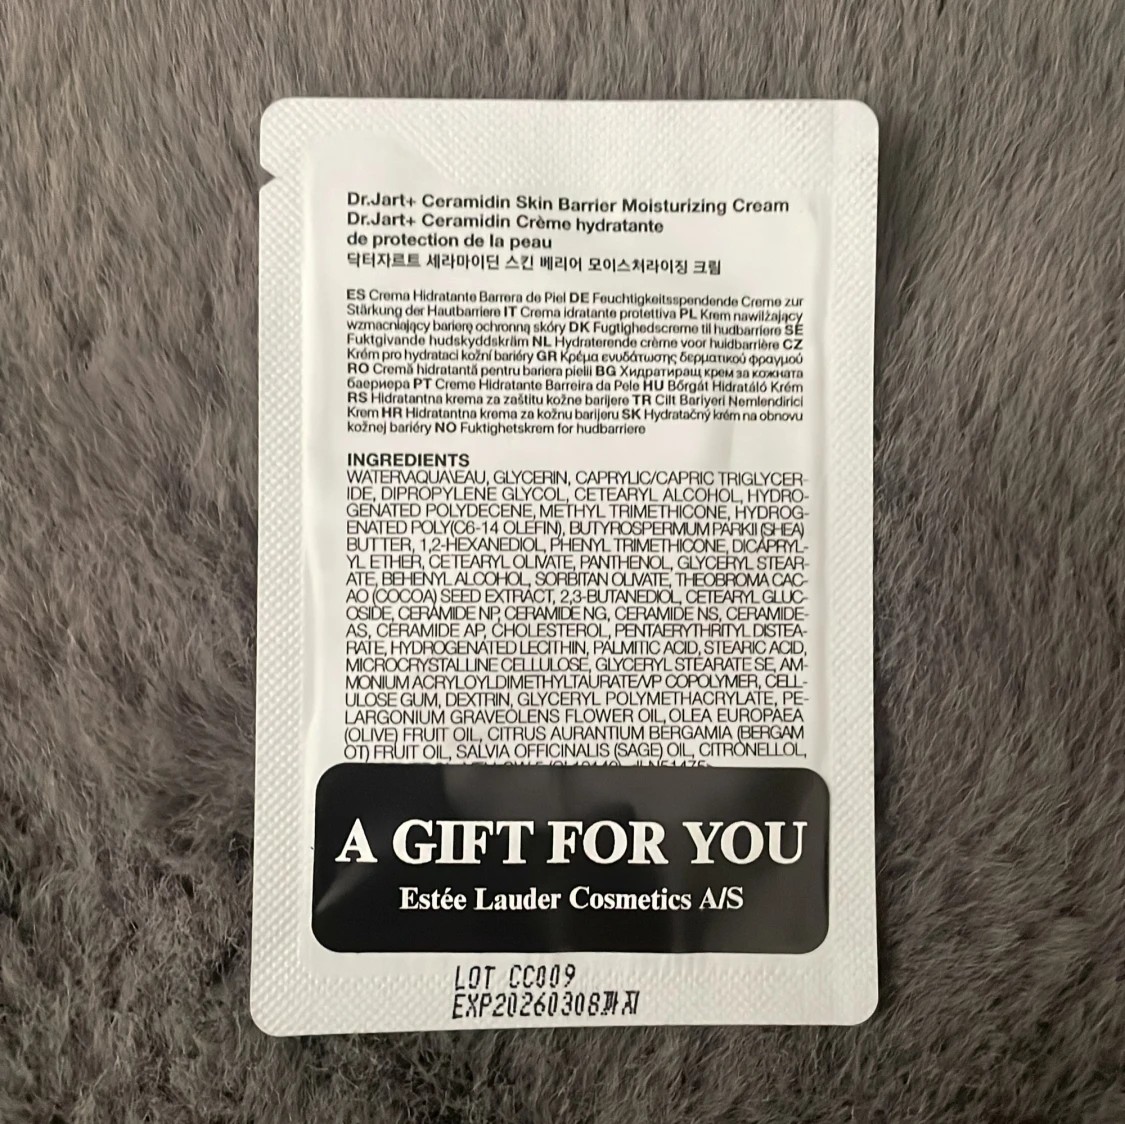 Dr.Jart+ Ceramidin Skin Barrier Moisturizing Cream
Dr.Jart+ Ceramidin Crème hydratante
de protection de la peau
닥터자르트 세라마이딘 스킨 베리어 모이스처라이징 크림
ES Crema Hidratante Barrera de Piel DE Feuchtigkeitsspendende Creme zur
Stärkung der Hautbarriere IT Crema idratante protettiva PL Krem nawilżający
wzmacniający barierę ochronną skóry DK Fugtighedscreme til hudbarriere SE
Fuktgivande hudskyddskräm NL Hydraterende crème voor huidbarrière CZ
Krém pro hydrataci kožní bariéry GR Κρέμα ενυδάτωσης δερματικού φραγμού
RO Cremă hidratantă pentru bariera pielii BG Хидратиращ крем за кожната
бариера PT Creme Hidratante Barreira da Pele HU Bőrgát Hidratáló Krém
RS Hidratantna krema za zaštitu kožne barijere TR Cilt Bariyeri Nemlendirici
Krem HR Hidratantna krema za kožnu barijeru SK Hydratačný krém na obnovu
kožnej bariéry NO Fuktighetskrem for hudbarriere
INGREDIENTS
WATER\AQUA\EAU, GLYCERIN, CAPRYLIC/CAPRIC TRIGLYCER-
IDE, DIPROPYLENE GLYCOL, CETEARYL ALCOHOL, HYDRO-
GENATED POLYDECENE, METHYL TRIMETHICONE, HYDROG-
ENATED POLY(C6-14 OLEFIN), BUTYROSPERMUM PARKII (SHEA)
BUTTER, 1,2-HEXANEDIOL, PHENYL TRIMETHICONE, DICAPRYL-
YL ETHER, CETEARYL OLIVATE, PANTHENOL, GLYCERYL STEAR-
ATE, BEHENYL ALCOHOL, SORBITAN OLIVATE, THEOBROMA CAC-
AO (COCOA) SEED EXTRACT, 2,3-BUTANEDIOL, CETEARYL GLUC-
OSIDE, CERAMIDE NP, CERAMIDE NG, CERAMIDE NS, CERAMIDE-
AS, CERAMIDE AP, CHOLESTEROL, PENTAERYTHRITYL DISTEA-
RATE, HYDROGENATED LECITHIN, PALMITIC ACID, STEARIC ACID,
MICROCRYSTALLINE CELLULOSE, GLYCERYL STEARATE SE, AM-
MONIUM ACRYLOYLDIMETHYLTAURATE/VP COPOLYMER, CELL-
ULOSE GUM, DEXTRIN, GLYCERYL POLYMETHACRYLATE, PE-
LARGONIUM GRAVEOLENS FLOWER OIL, OLEA EUROPAEA
(OLIVE) FRUIT OIL, CITRUS AURANTIUM BERGAMIA (BERGAM
OT) FRUIT OIL, SALVIA OFFICINALIS (SAGE) OIL, CITRONELLOL,
A GIFT FOR YOU
Estée Lauder Cosmetics A/S
LOT CC009
EXP20260308까지